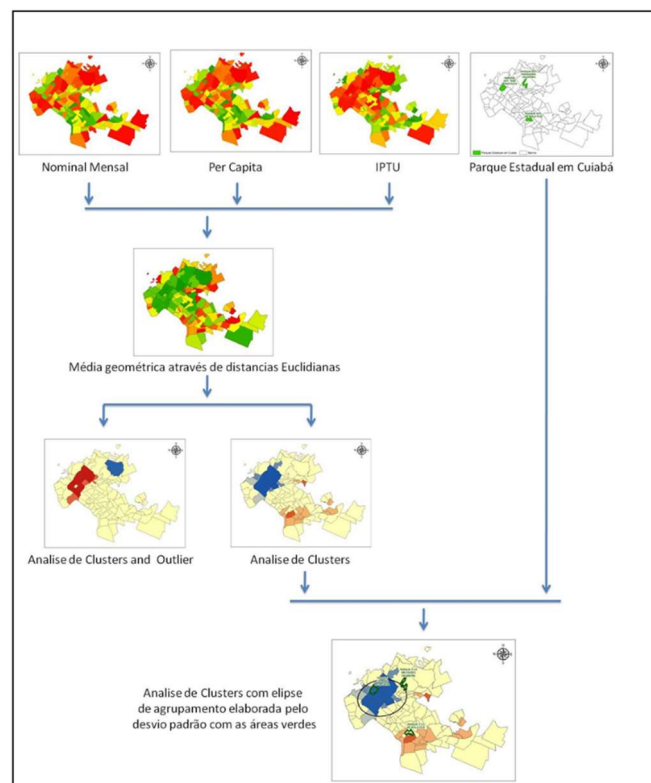 Nominal Mensal
Per Capita
IPTU
Parque Estadual em Cuiabá
Média geométrica através de distancias Euclidianas
Analise de Clusters and Outlier
Analise de Clusters
Analise de Clusters com elipse
de agrupamento elaborada pelo
desvio padrão com as áreas verdes